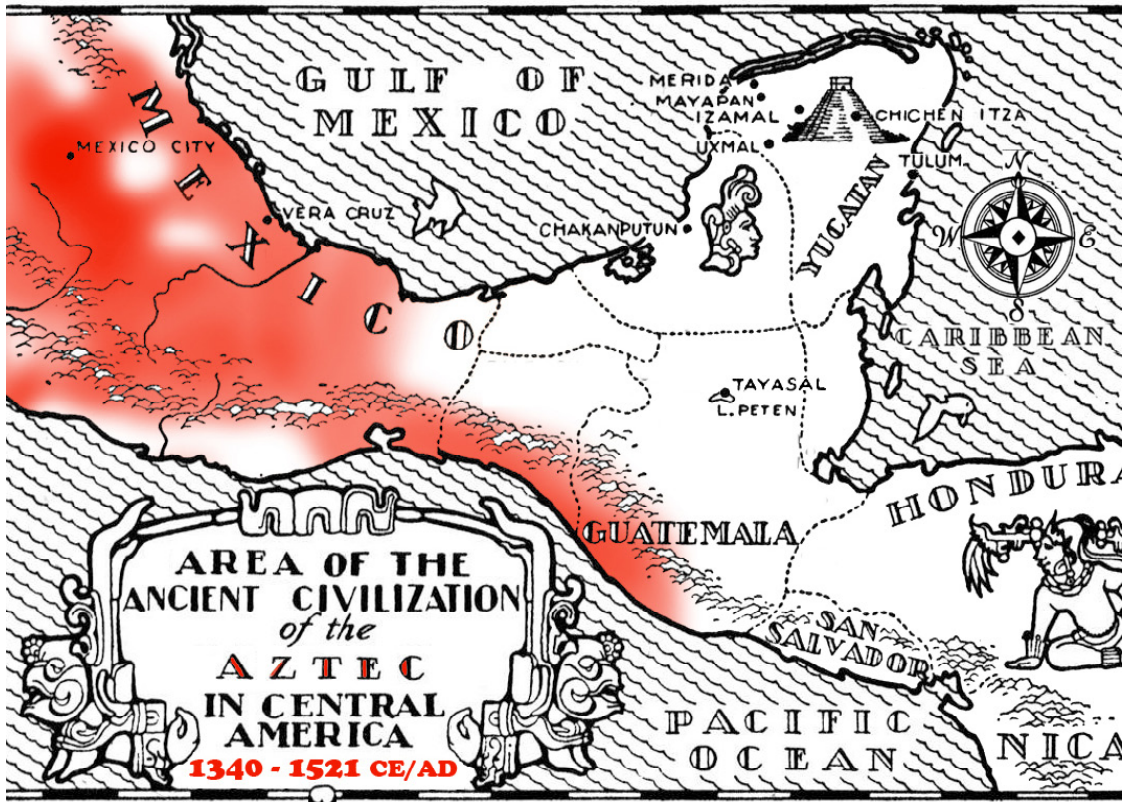 GULF OF
MEXICO
MEXICO
MEXICO CITY
VERA CRUZ
MERIDA
MAYAPAN
IZAMAL
CHICHEN ITZA
UXMAL
TULUM
CHAKANPUTUN
YUCATAN
N
W
E
S
CARIBBEAN
SEA
TAYASAL
L. PETEN
HONDURA
GUATEMALA
SAN
SALVADOR
NICA
PACIFIC
OCEAN
AREA OF THE
ANCIENT CIVILIZATION
of the
AZTEC
IN CENTRAL
AMERICA
1340 - 1521 CE/AD